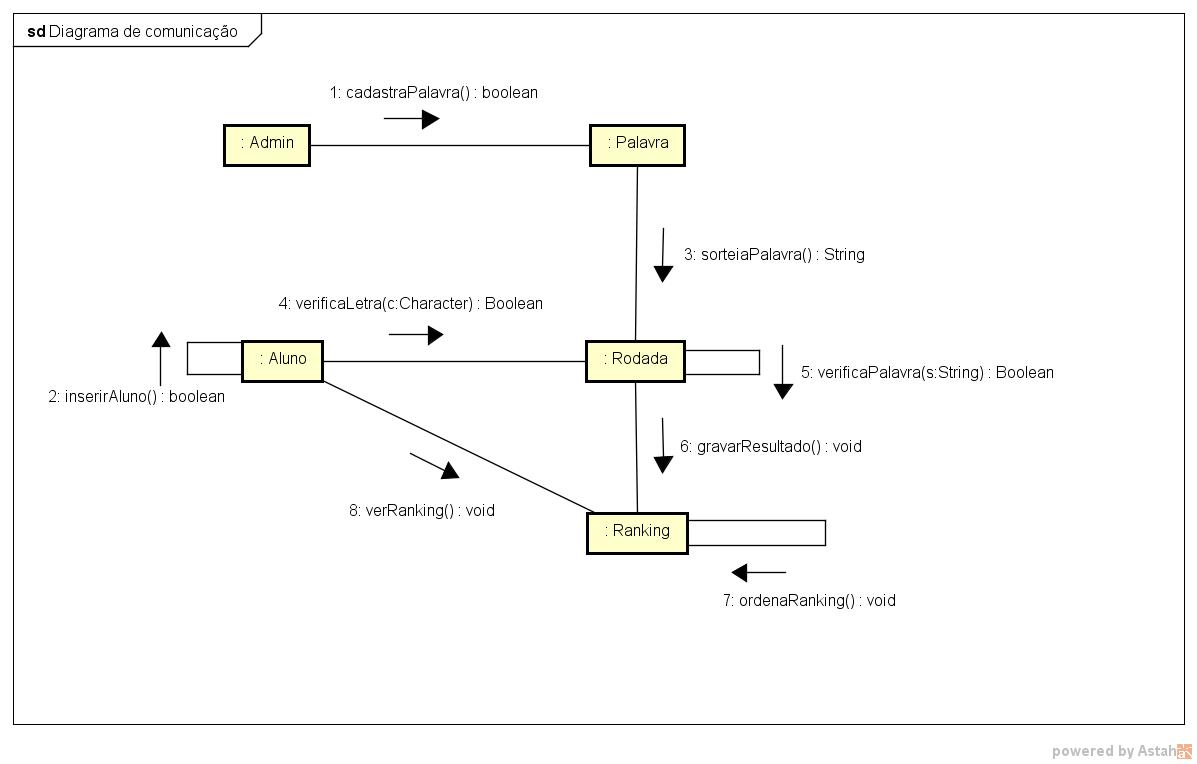 sd Diagrama de comunicação
1: cadastraPalavra() : boolean
: Admin
: Palavra
3: sorteiaPalavra() : String
4: verificaLetra(c:Character) : Boolean
: Aluno
: Rodada
5: verificaPalavra(s:String) : Boolean
2: inserirAluno() : boolean
6: gravarResultado() : void
8: verRanking() : void
: Ranking
7: ordenaRanking() : void
powered by Astah